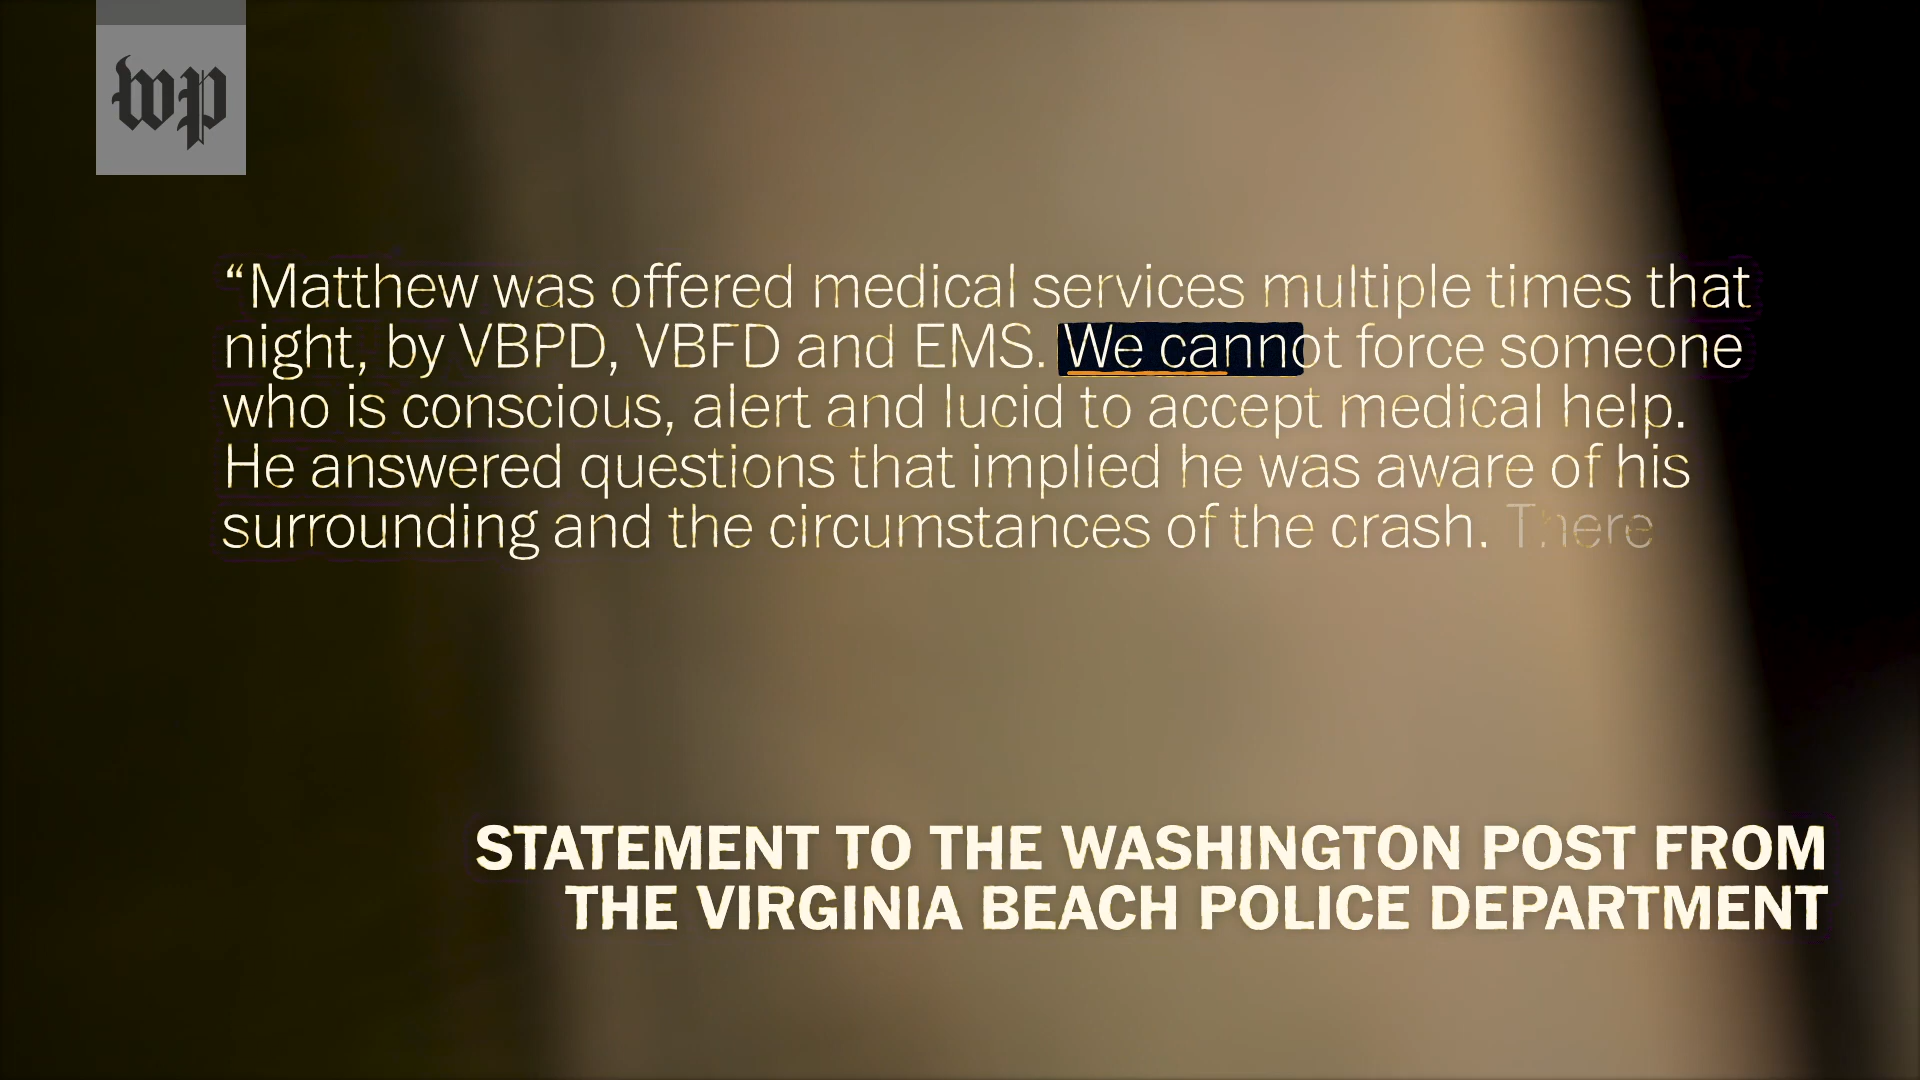 wp
“Matthew was offered medical services multiple times that
night, by VBPD, VBFD and EMS. We cannot force someone
who is conscious, alert and lucid to accept medical help.
He answered questions that implied he was aware of his
surrounding and the circumstances of the crash. There
STATEMENT TO THE WASHINGTON POST FROM
THE VIRGINIA BEACH POLICE DEPARTMENT